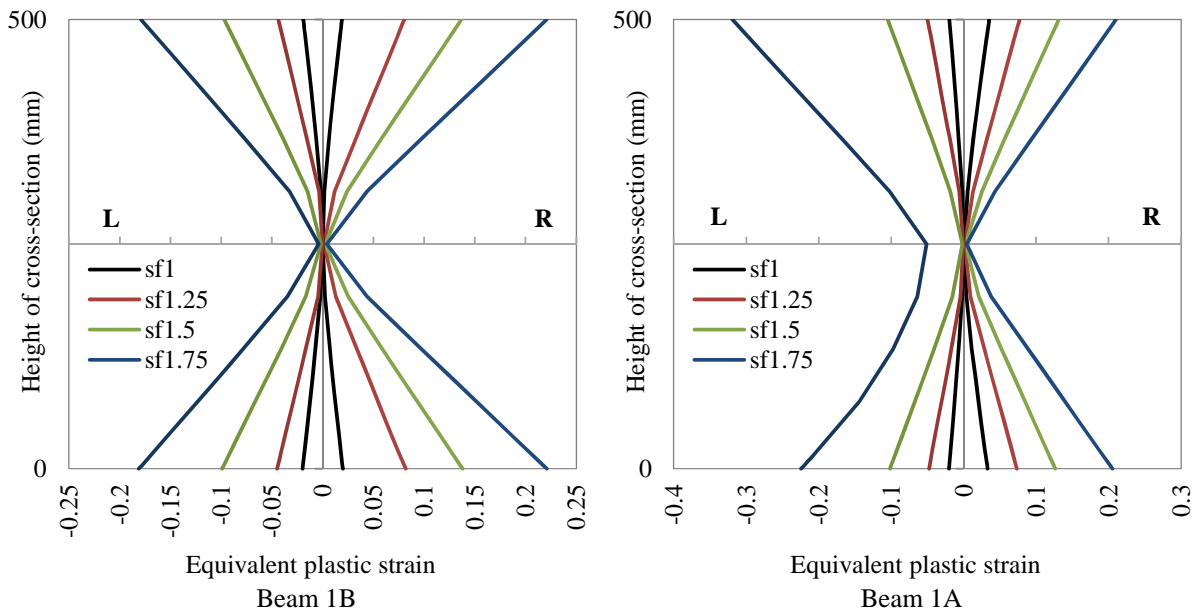 500
Height of cross-section (mm)
L
R
sf1
sf1.25
sf1.5
sf1.75
0
-0.25
-0.2
-0.15
-0.1
-0.05
0
0.05
0.1
0.15
0.2
0.25
Equivalent plastic strain
Beam 1B
500
Height of cross-section (mm)
L
R
sf1
sf1.25
sf1.5
sf1.75
0
-0.4
-0.3
-0.2
-0.1
0
0.1
0.2
0.3
Equivalent plastic strain
Beam 1A